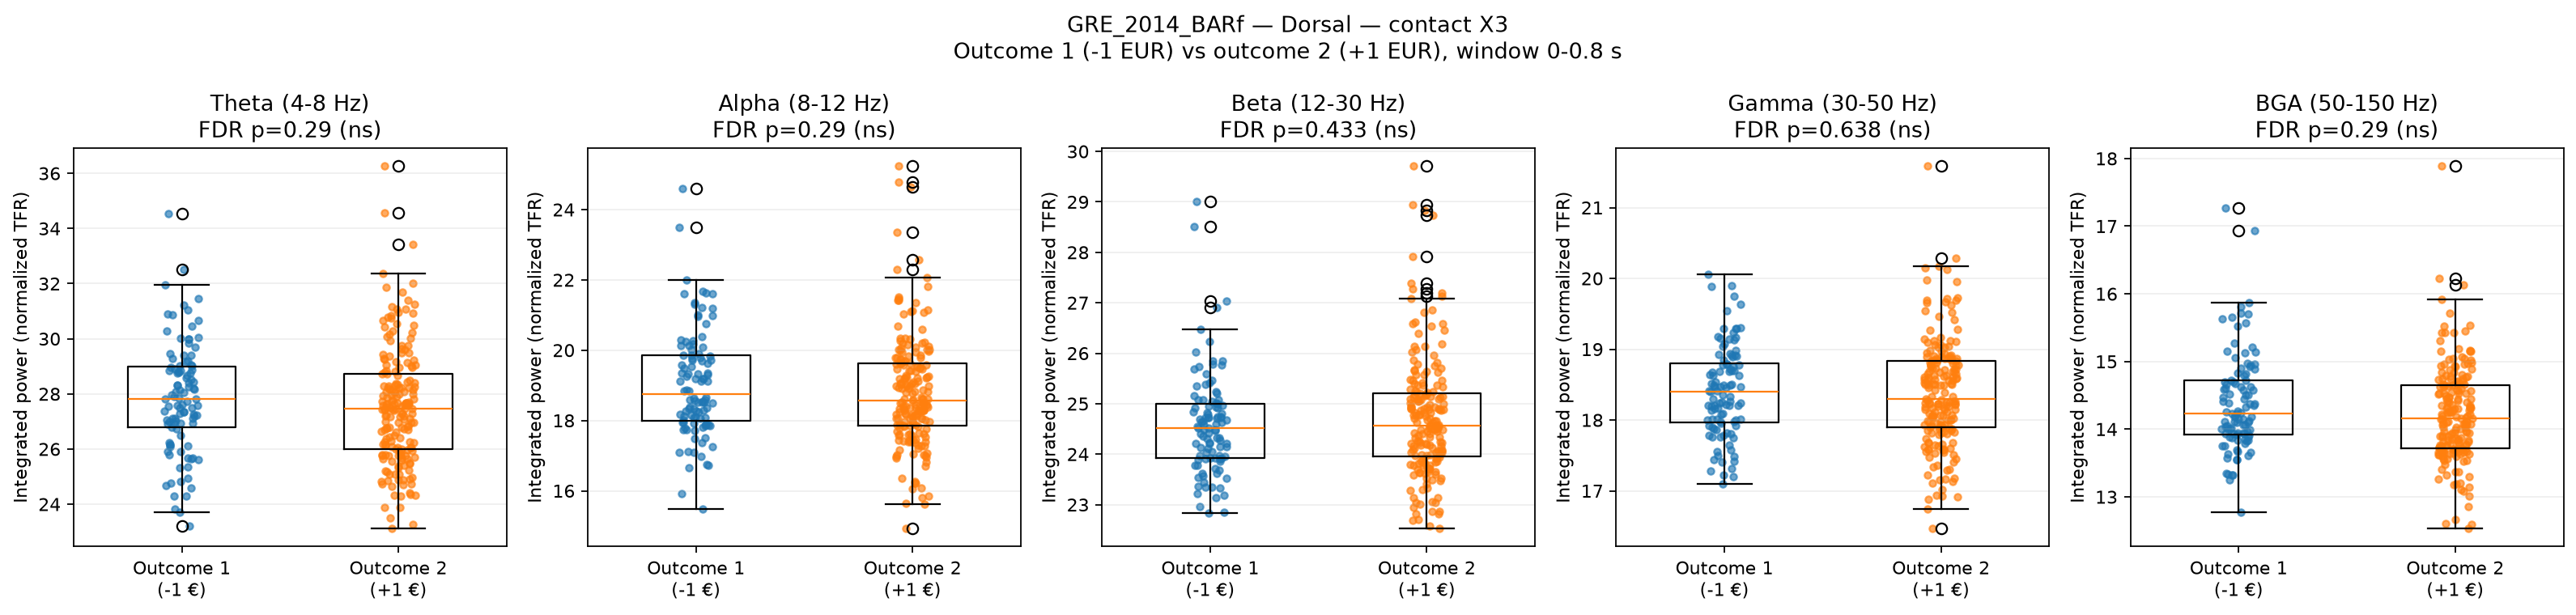 GRE_2014_BARf — Dorsal — contact X3
Outcome 1 (-1 EUR) vs outcome 2 (+1 EUR), window 0-0.8 s
Theta (4-8 Hz)
FDR p=0.29 (ns)
Integrated power (normalized TFR)
36
34
32
30
28
26
24
Outcome 1
(-1 €)
Outcome 2
(+1 €)
Alpha (8-12 Hz)
FDR p=0.29 (ns)
Integrated power (normalized TFR)
24
22
20
18
16
Outcome 1
(-1 €)
Outcome 2
(+1 €)
Beta (12-30 Hz)
FDR p=0.433 (ns)
Integrated power (normalized TFR)
30
29
28
27
26
25
24
23
Outcome 1
(-1 €)
Outcome 2
(+1 €)
Gamma (30-50 Hz)
FDR p=0.638 (ns)
Integrated power (normalized TFR)
21
20
19
18
17
Outcome 1
(-1 €)
Outcome 2
(+1 €)
BGA (50-150 Hz)
FDR p=0.29 (ns)
Integrated power (normalized TFR)
18
17
16
15
14
13
Outcome 1
(-1 €)
Outcome 2
(+1 €)